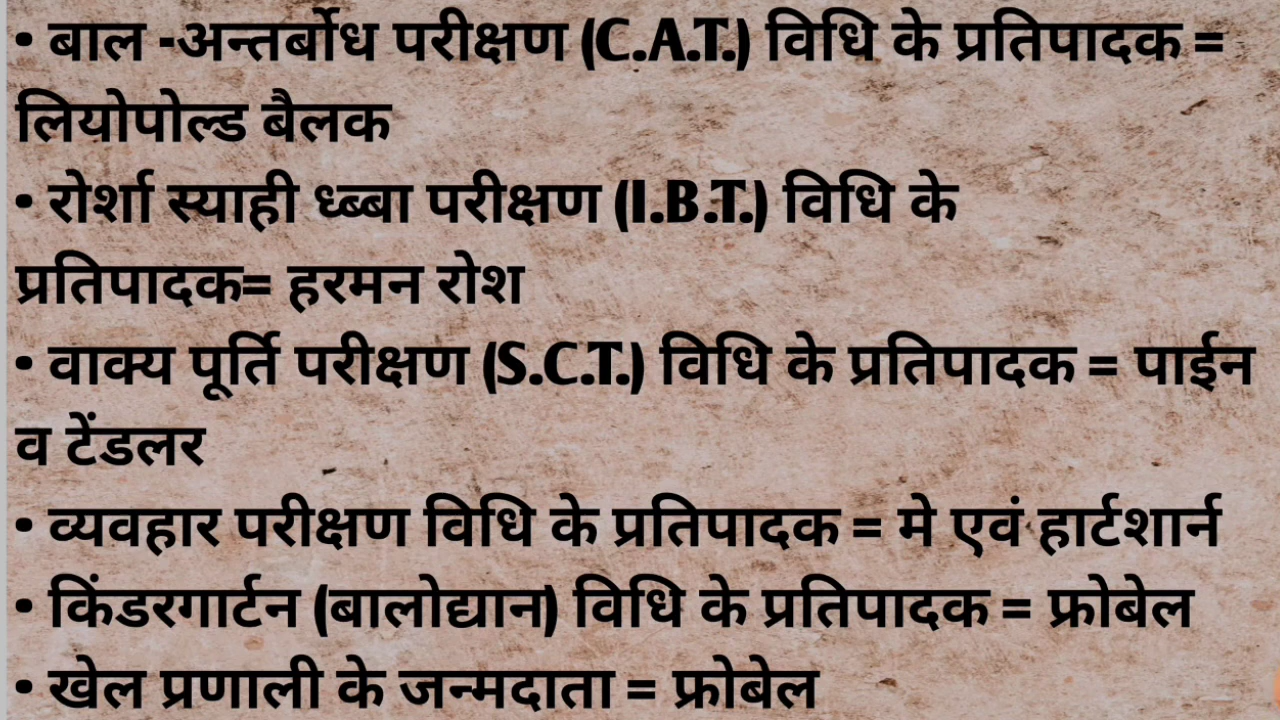 • बाल -अन्तर्बोध परीक्षण (C.A.T.) विधि के प्रतिपादक =
लियोपोल्ड बैलक
• रोर्शा स्याही ध्ब्बा परीक्षण (I.B.T.) विधि के
प्रतिपादक= हरमन रोश
• वाक्य पूर्ति परीक्षण (S.C.T.) विधि के प्रतिपादक = पाईन
व टेंडलर
• व्यवहार परीक्षण विधि के प्रतिपादक = मे एवं हार्टशार्न
• किंडरगार्टन (बालोद्यान) विधि के प्रतिपादक = फ्रोबेल
• खेल प्रणाली के जन्मदाता = फ्रोबेल